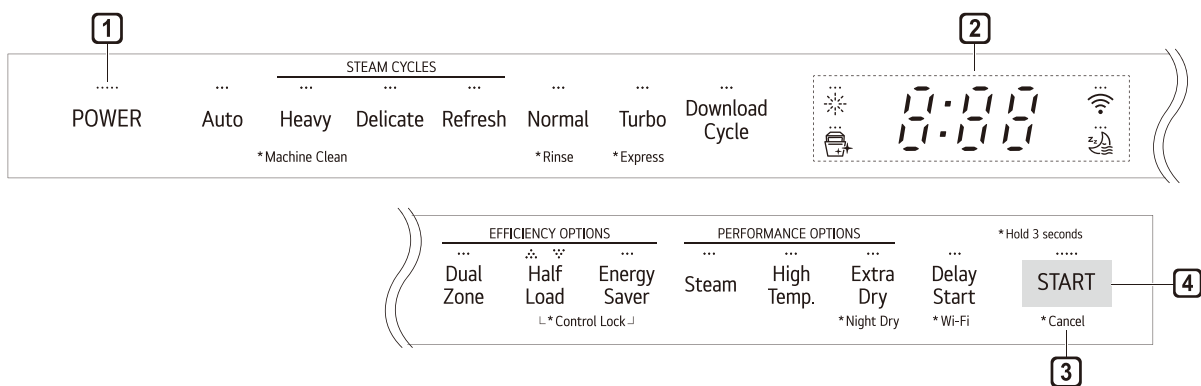 1
2
STEAM CYCLES
POWER
Auto
Heavy
Delicate
Refresh
Normal
Turbo
Download
Cycle
8:88
*Machine Clean
*Rinse
*Express
EFFICIENCY OPTIONS
PERFORMANCE OPTIONS
*Hold 3 seconds
Dual
Zone
Half
Load
Energy
Saver
Steam
High
Temp.
Extra
Dry
Delay
Start
START
4
*Control Lock
*Night Dry
*Wi-Fi
*Cancel
3